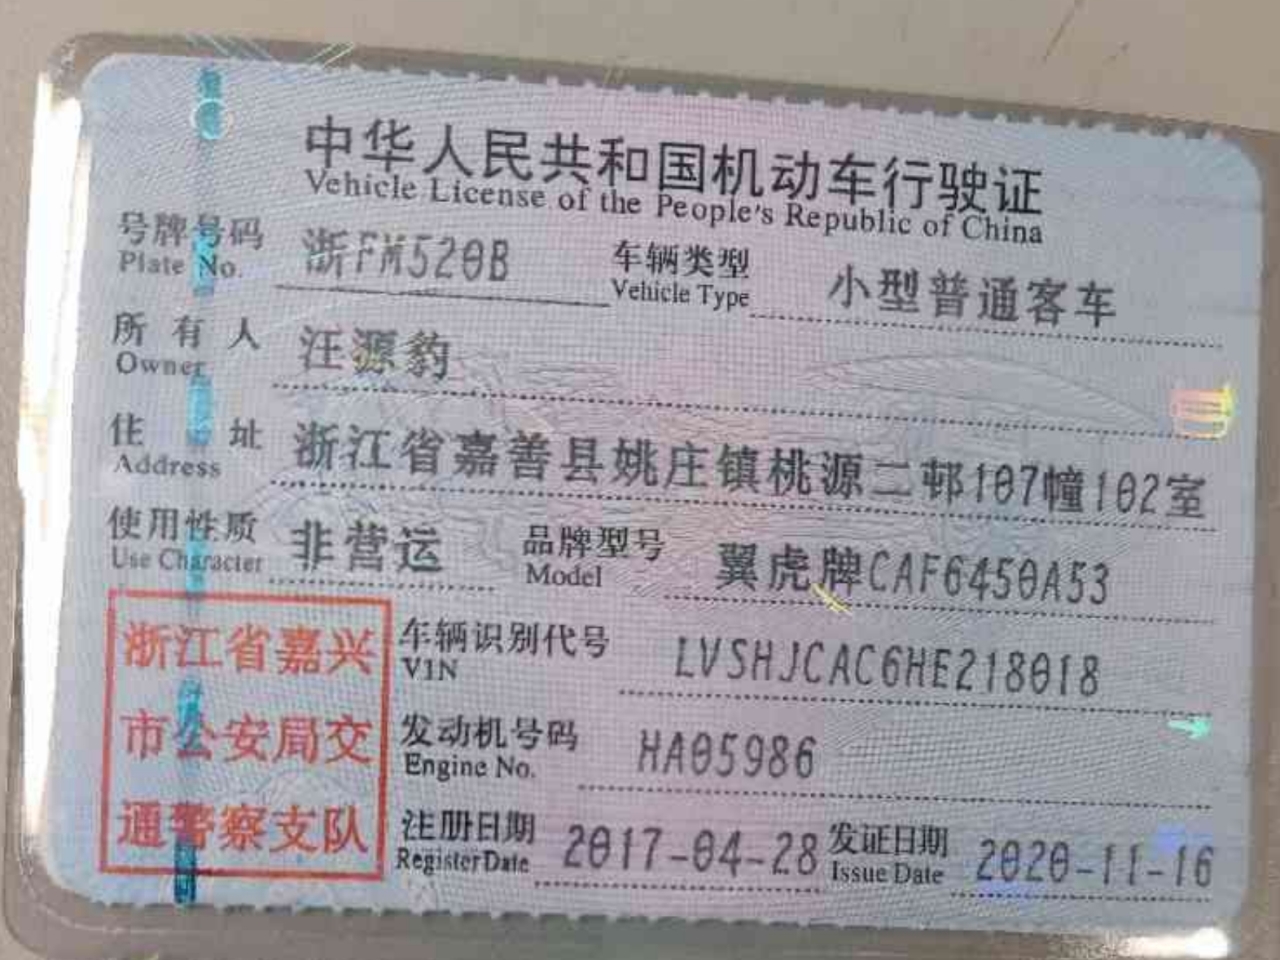 中华人民共和国机动车行驶证
Vehicle License of the People's Republic of China
号牌号码 浙FM520B 车辆类型 小型普通客车
Plate No. Vehicle Type
所有人 汪源豹
Owner
住址 浙江省嘉善县姚庄镇桃源二邨107幢102室
Address
使用性质 非营运 品牌型号 翼虎牌CAF6450A53
Use Character Model
浙江省嘉兴
市公安局交
通警察支队
车辆识别代号 LVSHJCAC6HE218018
VIN
发动机号码 HA05986
Engine No.
注册日期 2017-04-28 发证日期 2020-11-16
Register Date Issue Date